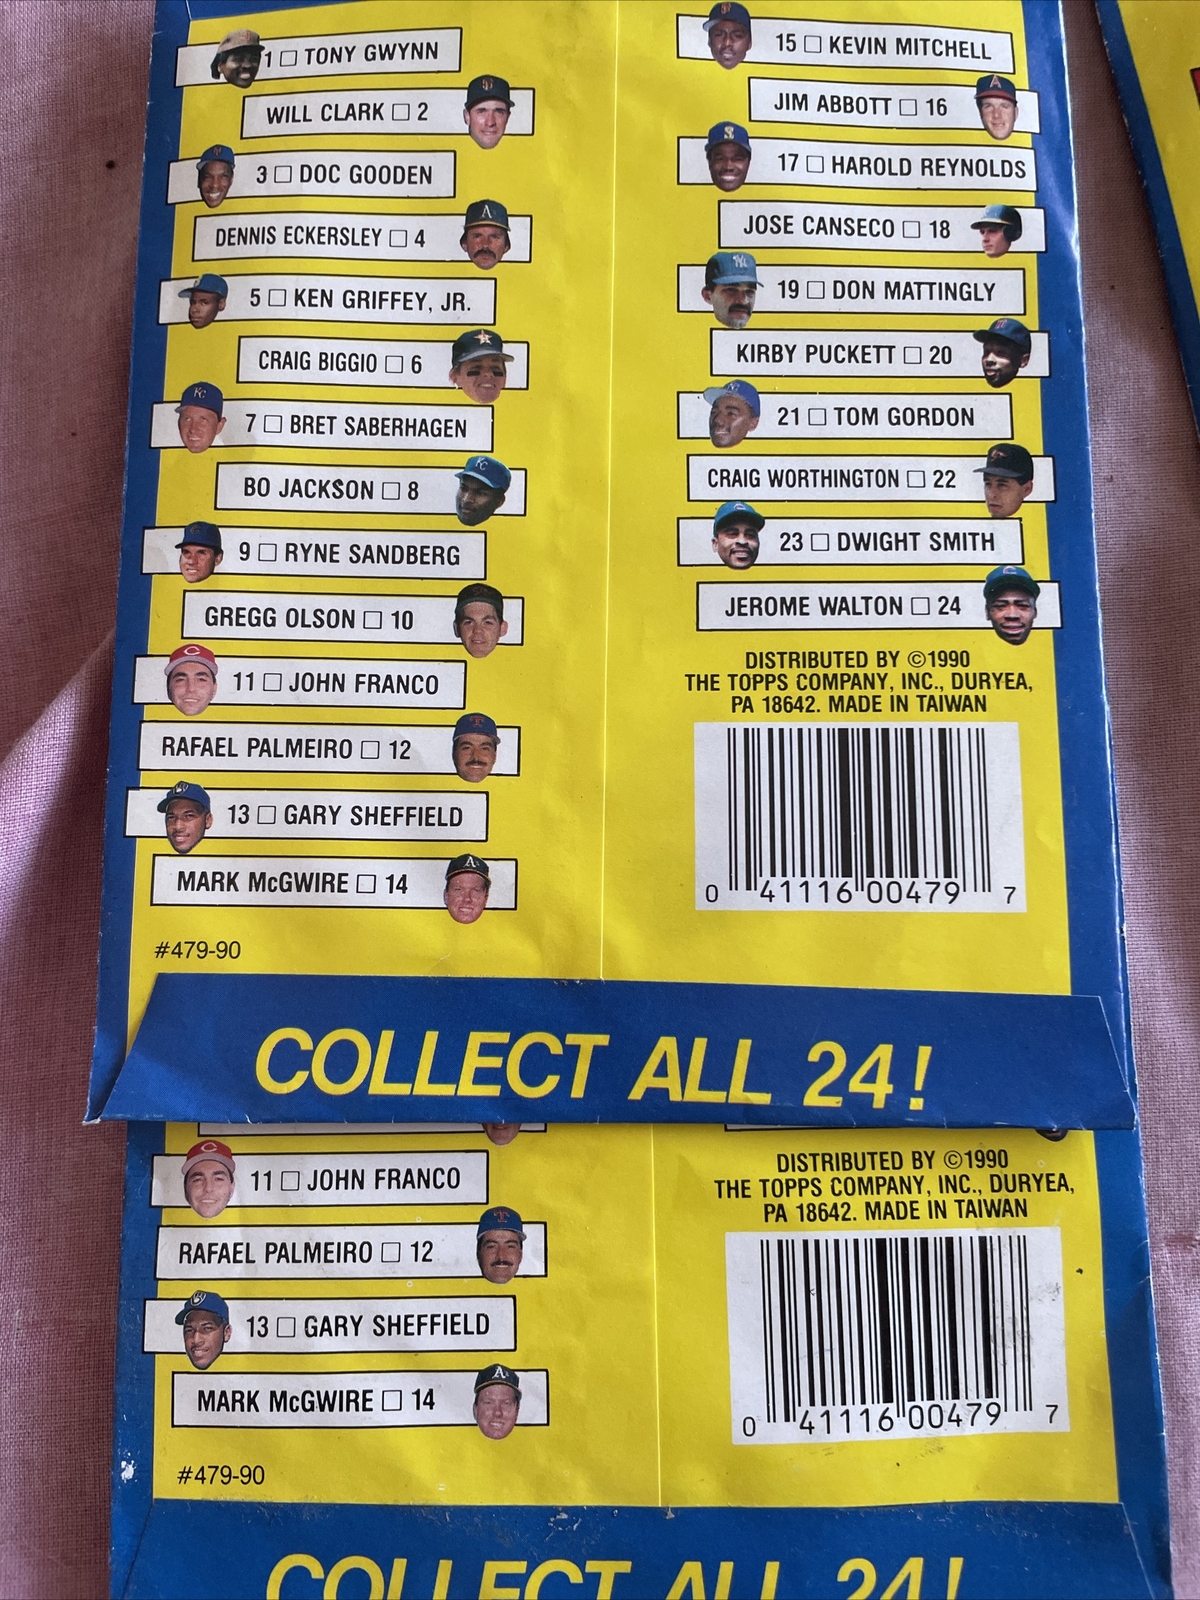 1 □ TONY GWYNN
WILL CLARK □ 2
3 □ DOC GOODEN
DENNIS ECKERSLEY □ 4
5 □ KEN GRIFFEY, JR.
CRAIG BIGGIO □ 6
7 □ BRET SABERHAGEN
BO JACKSON □ 8
9 □ RYNE SANDBERG
GREGG OLSON □ 10
11 □ JOHN FRANCO
RAFAEL PALMEIRO □ 12
13 □ GARY SHEFFIELD
MARK McGWIRE □ 14
#479-90
15 □ KEVIN MITCHELL
JIM ABBOTT □ 16
17 □ HAROLD REYNOLDS
JOSE CANSECO □ 18
19 □ DON MATTINGLY
KIRBY PUCKETT □ 20
21 □ TOM GORDON
CRAIG WORTHINGTON □ 22
23 □ DWIGHT SMITH
JEROME WALTON □ 24
DISTRIBUTED BY ©1990
THE TOPPS COMPANY, INC., DURYEA,
PA 18642. MADE IN TAIWAN
0 41116 00479 7
COLLECT ALL 24!
11 □ JOHN FRANCO
RAFAEL PALMEIRO □ 12
13 □ GARY SHEFFIELD
MARK McGWIRE □ 14
#479-90
DISTRIBUTED BY ©1990
THE TOPPS COMPANY, INC., DURYEA,
PA 18642. MADE IN TAIWAN
0 41116 00479 7
COLLECT ALL 24!